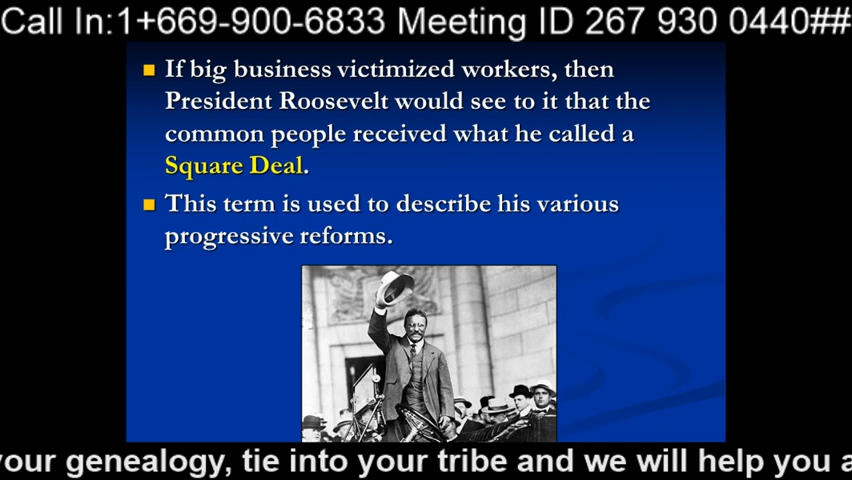 Call In:1+669-900-6833 Meeting ID 267 930 0440##
If big business victimized workers, then
President Roosevelt would see to it that the
common people received what he called a
Square Deal.
This term is used to describe his various
progressive reforms.
your genealogy, tie into your tribe and we will help you a